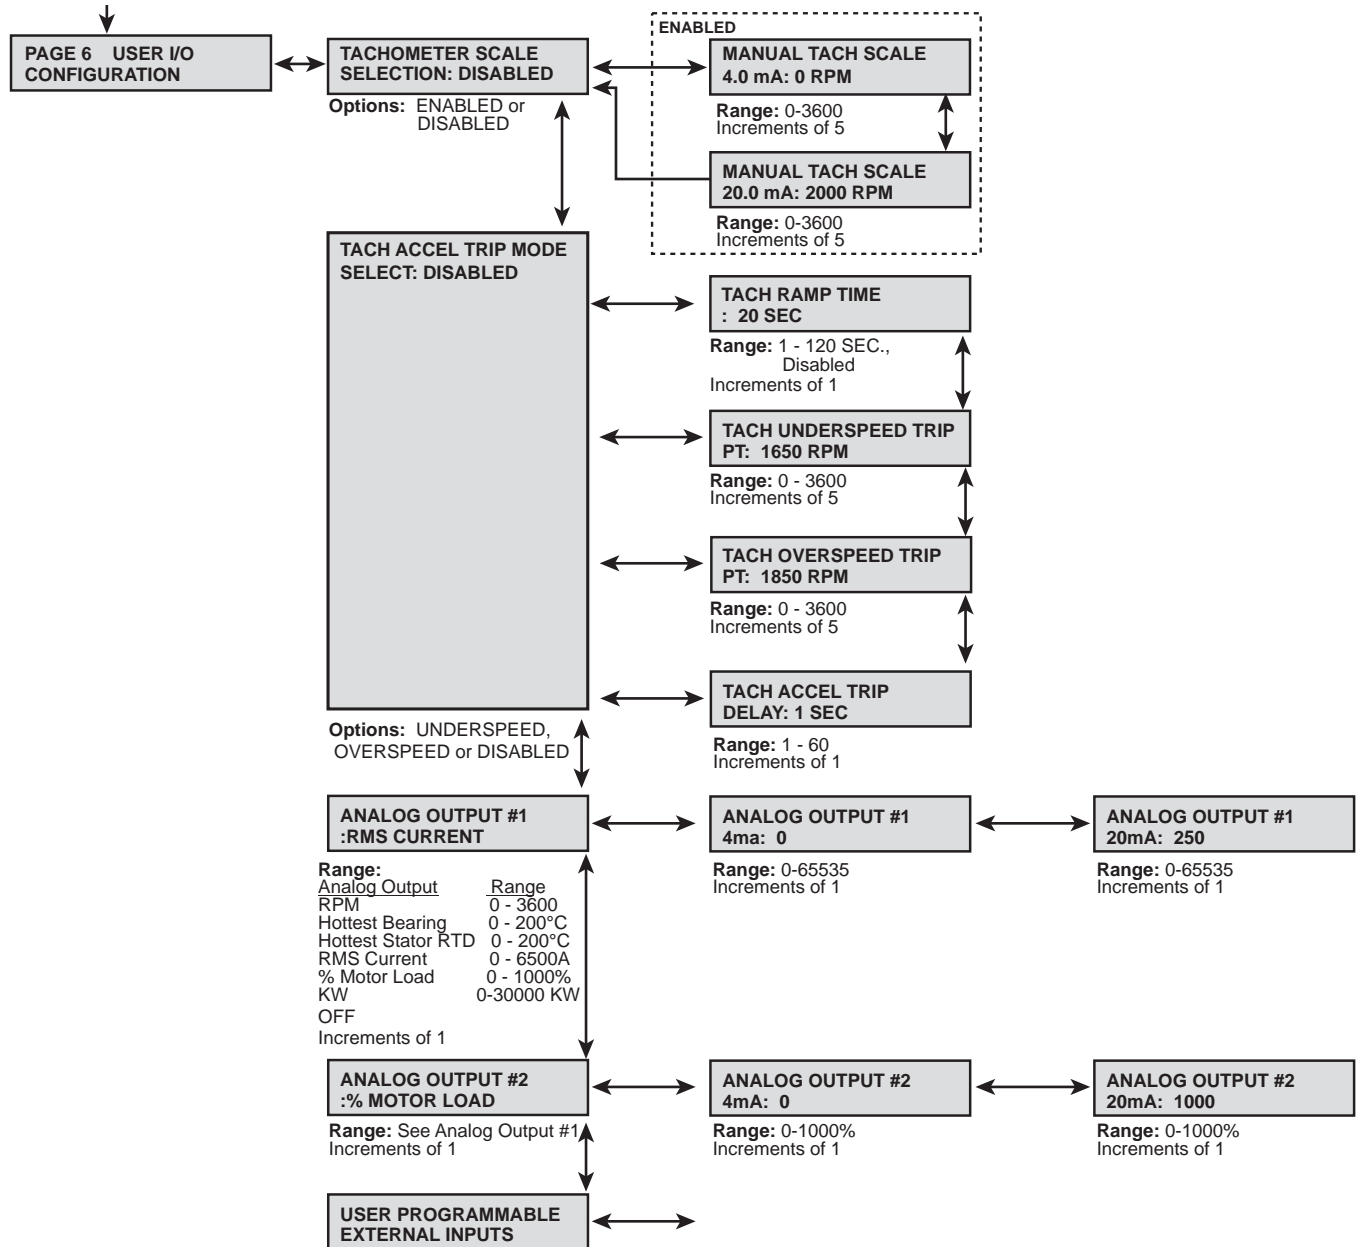 ENABLED
PAGE 6 USER I/O
CONFIGURATION
TACHOMETER SCALE
SELECTION: DISABLED
Options: ENABLED or
DISABLED
MANUAL TACH SCALE
4.0 mA: 0 RPM
Range: 0-3600
Increments of 5
MANUAL TACH SCALE
20.0 mA: 2000 RPM
Range: 0-3600
Increments of 5
TACH ACCEL TRIP MODE
SELECT: DISABLED
TACH RAMP TIME
: 20 SEC
Range: 1 - 120 SEC.,
Disabled
Increments of 1
TACH UNDERSPEED TRIP
PT: 1650 RPM
Range: 0 - 3600
Increments of 5
TACH OVERSPEED TRIP
PT: 1850 RPM
Range: 0 - 3600
Increments of 5
TACH ACCEL TRIP
DELAY: 1 SEC
Range: 1 - 60
Increments of 1
Options: UNDERSPEED,
OVERSPEED or DISABLED
ANALOG OUTPUT #1
:RMS CURRENT
Range:
Analog Output Range
RPM 0 - 3600
Hottest Bearing 0 - 200°C
Hottest Stator RTD 0 - 200°C
RMS Current 0 - 6500A
% Motor Load 0 - 1000%
KW 0-30000 KW
OFF
Increments of 1
ANALOG OUTPUT #1
4ma: 0
Range: 0-65535
Increments of 1
ANALOG OUTPUT #1
20mA: 250
Range: 0-65535
Increments of 1
ANALOG OUTPUT #2
:% MOTOR LOAD
Range: See Analog Output #1
Increments of 1
ANALOG OUTPUT #2
4mA: 0
Range: 0-1000%
Increments of 1
ANALOG OUTPUT #2
20mA: 1000
Range: 0-1000%
Increments of 1
USER PROGRAMMABLE
EXTERNAL INPUTS